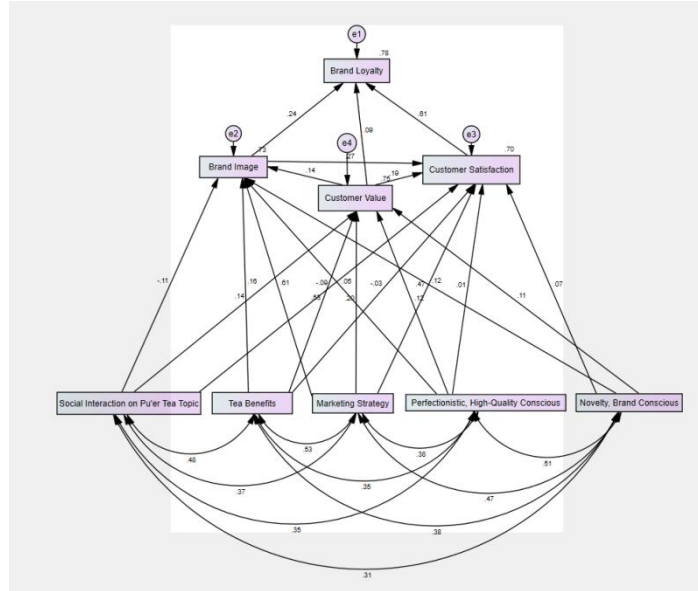 e1
.78
Brand Loyalty
.24
.09
.61
e2
e4
e3
.73
.27
.70
Brand Image
.14
.75
.19
Customer Satisfaction
Customer Value
-.11
.14
.16
.61
-.09
.05
-.03
.47
.12
.01
.07
.20
.12
.11
Social Interaction on Pu'er Tea Topic
Tea Benefits
Marketing Strategy
Perfectionistic, High-Quality Conscious
Novelty, Brand Conscious
.48
.53
.38
.51
.37
.35
.47
.35
.38
.31